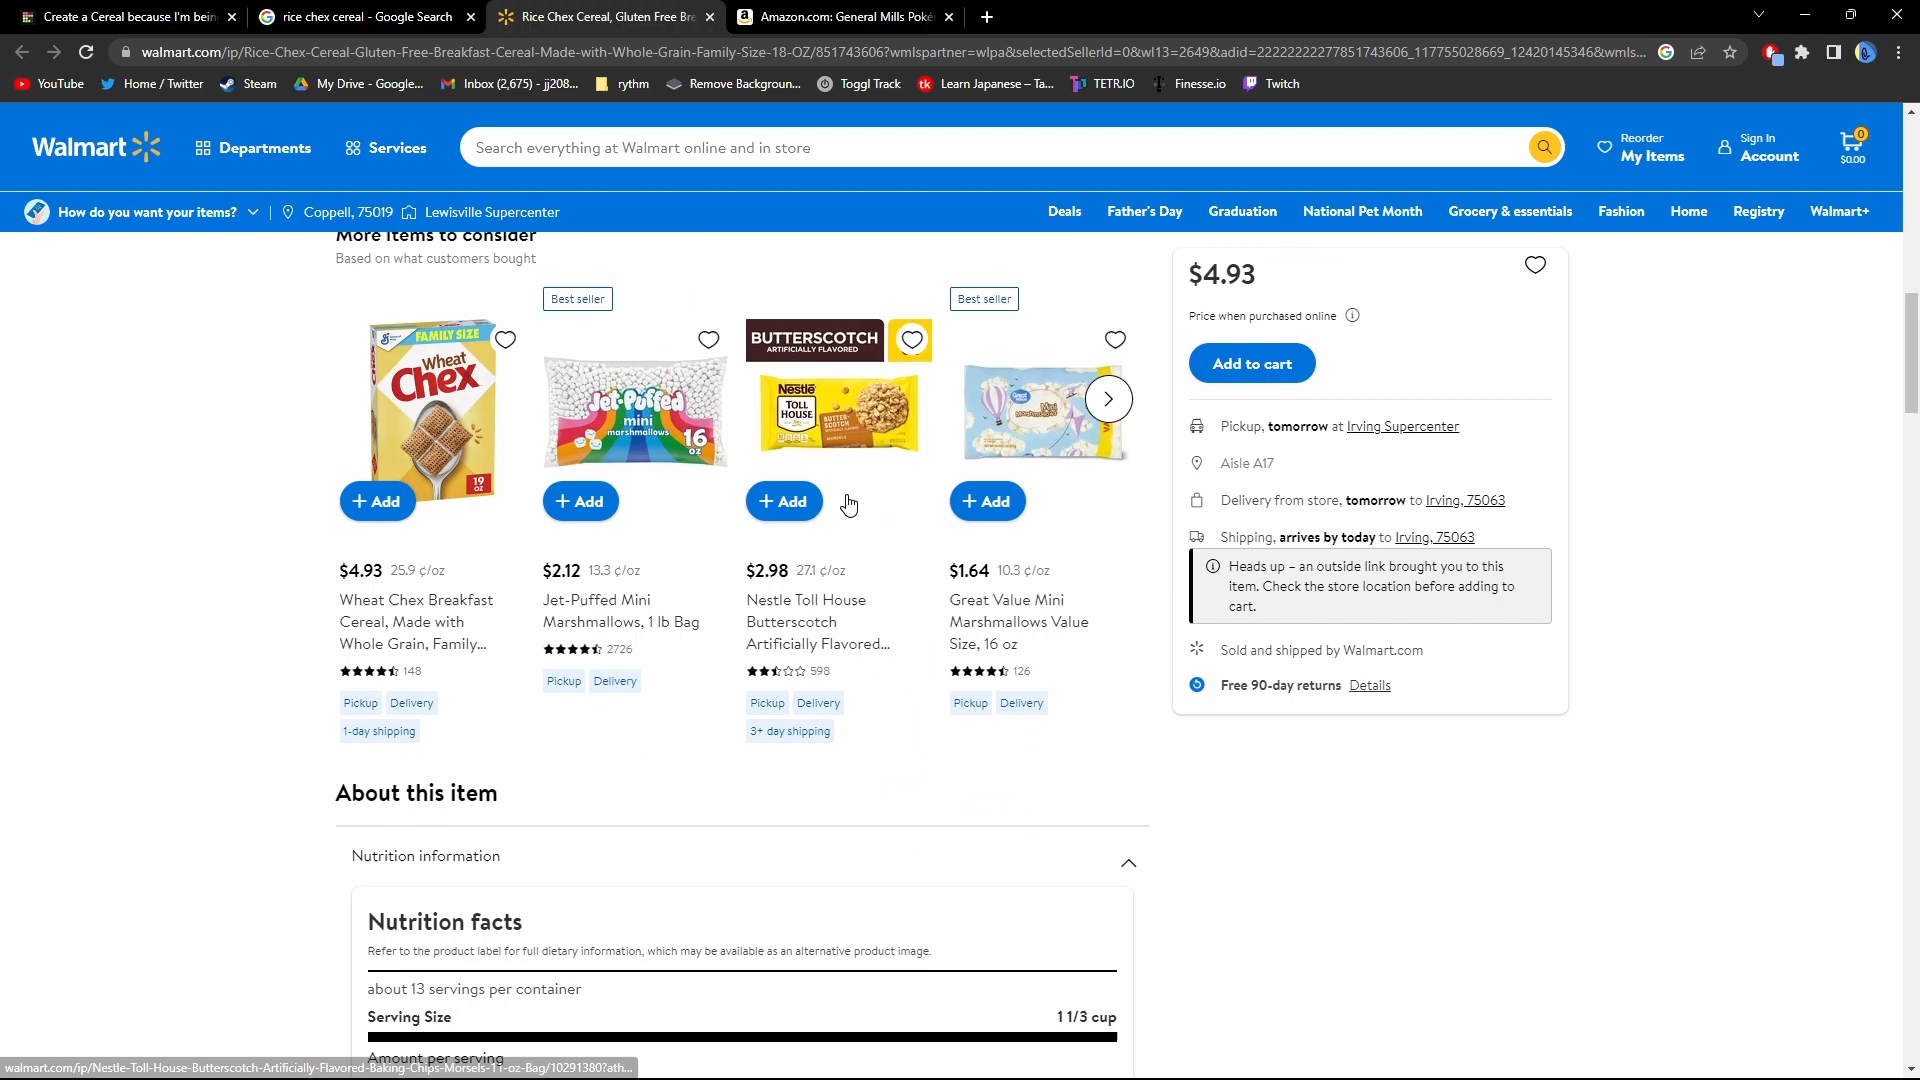 Create a Cereal because I'm bein
rice chex cereal - Google Search
Rice Chex Cereal, Gluten Free Bre
Amazon.com: General Mills Poké
walmart.com/ip/Rice-Chex-Cereal-Gluten-Free-Breakfast-Cereal-Made-with-Whole-Grain-Family-Size-18-OZ/851743606?wmlspartner=wlpa&selectedSellerId=0&wl13=2649&adid=22222222277851743606_117755028669_12420145346&wmls...
YouTube
Home / Twitter
Steam
My Drive - Google...
Inbox (2,675) - jj208...
rythm
Remove Backgroun...
Toggl Track
tk
Learn Japanese – Ta...
TETR.IO
Finesse.io
Twitch
Walmart
Departments
Services
Search everything at Walmart online and in store
Reorder
My Items
Sign In
Account
0
$0.00
How do you want your items?
Coppell, 75019
Lewisville Supercenter
Deals
Father's Day
Graduation
National Pet Month
Grocery & essentials
Fashion
Home
Registry
Walmart+
More items to consider
Based on what customers bought
Best seller
Best seller
FAMILY SIZE
Wheat
Chex
19
OZ
Jet-Puffed
mini
marshmallows
16
OZ
BUTTERSCOTCH
ARTIFICIALLY FLAVORED
Nestle
TOLL
HOUSE
BUTTER-
SCOTCH
MORSELS
Great Value
Mini
Marshmallows
+ Add
+ Add
+ Add
+ Add
$4.93 25.9 ¢/oz
Wheat Chex Breakfast
Cereal, Made with
Whole Grain, Family...
148
Pickup
Delivery
1-day shipping
$2.12 13.3 ¢/oz
Jet-Puffed Mini
Marshmallows, 1 lb Bag
2726
Pickup
Delivery
$2.98 27.1 ¢/oz
Nestle Toll House
Butterscotch
Artificially Flavored...
598
Pickup
Delivery
3+ day shipping
$1.64 10.3 ¢/oz
Great Value Mini
Marshmallows Value
Size, 16 oz
126
Pickup
Delivery
$4.93
Price when purchased online
Add to cart
Pickup, tomorrow at Irving Supercenter
Aisle A17
Delivery from store, tomorrow to Irving, 75063
Shipping, arrives by today to Irving, 75063
Heads up – an outside link brought you to this
item. Check the store location before adding to
cart.
Sold and shipped by Walmart.com
Free 90-day returns Details
About this item
Nutrition information
Nutrition facts
Refer to the product label for full dietary information, which may be available as an alternative product image.
about 13 servings per container
Serving Size 1 1/3 cup
Amount per serving
walmart.com/ip/Nestle-Toll-House-Butterscotch-Artificially-Flavored-Baking-Chips-Morsels-11-oz-Bag/10291380?ath...